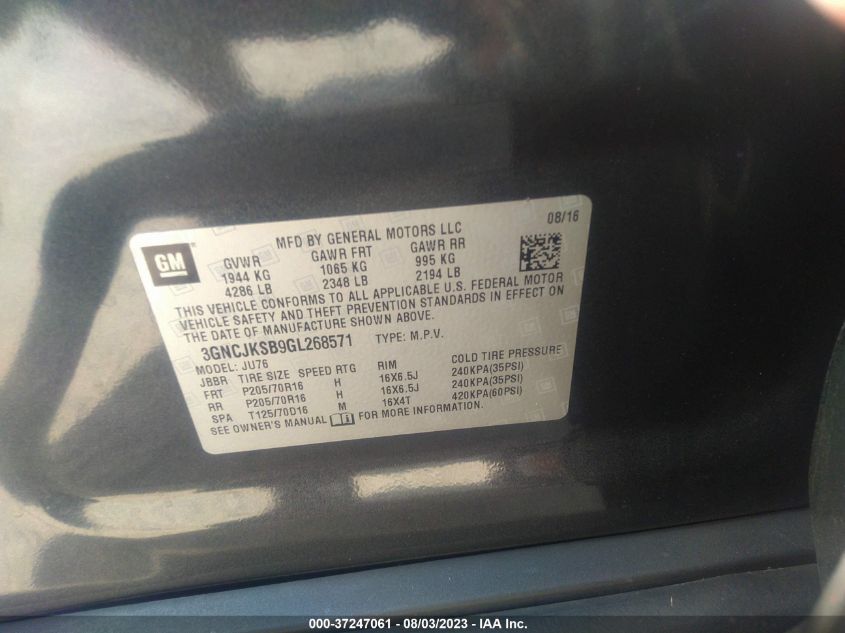 08/16
MFD BY GENERAL MOTORS LLC
GM
GVWR GAWR FRT GAWR RR
1944 KG 1065 KG 995 KG
4286 LB 2348 LB 2194 LB
THIS VEHICLE CONFORMS TO ALL APPLICABLE U.S. FEDERAL MOTOR
VEHICLE SAFETY AND THEFT PREVENTION STANDARDS IN EFFECT ON
THE DATE OF MANUFACTURE SHOWN ABOVE.
3GNCJKSB9GL268571 TYPE: M.P.V.
MODEL: JU76
JBBR TIRE SIZE SPEED RTG RIM COLD TIRE PRESSURE
FRT P205/70R16 H 16X6.5J 240KPA(35PSI)
RR P205/70R16 H 16X6.5J 240KPA(35PSI)
SPA T125/70D16 M 16X4T 420KPA(60PSI)
SEE OWNER'S MANUAL FOR MORE INFORMATION.
000-37247061 - 08/03/2023 - © IAA Inc.